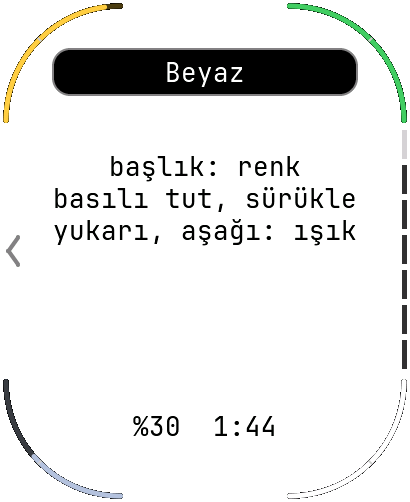 Beyaz
başlık: renk
basılı tut, sürükle
yukarı, aşağı: ışık
%30 1:44